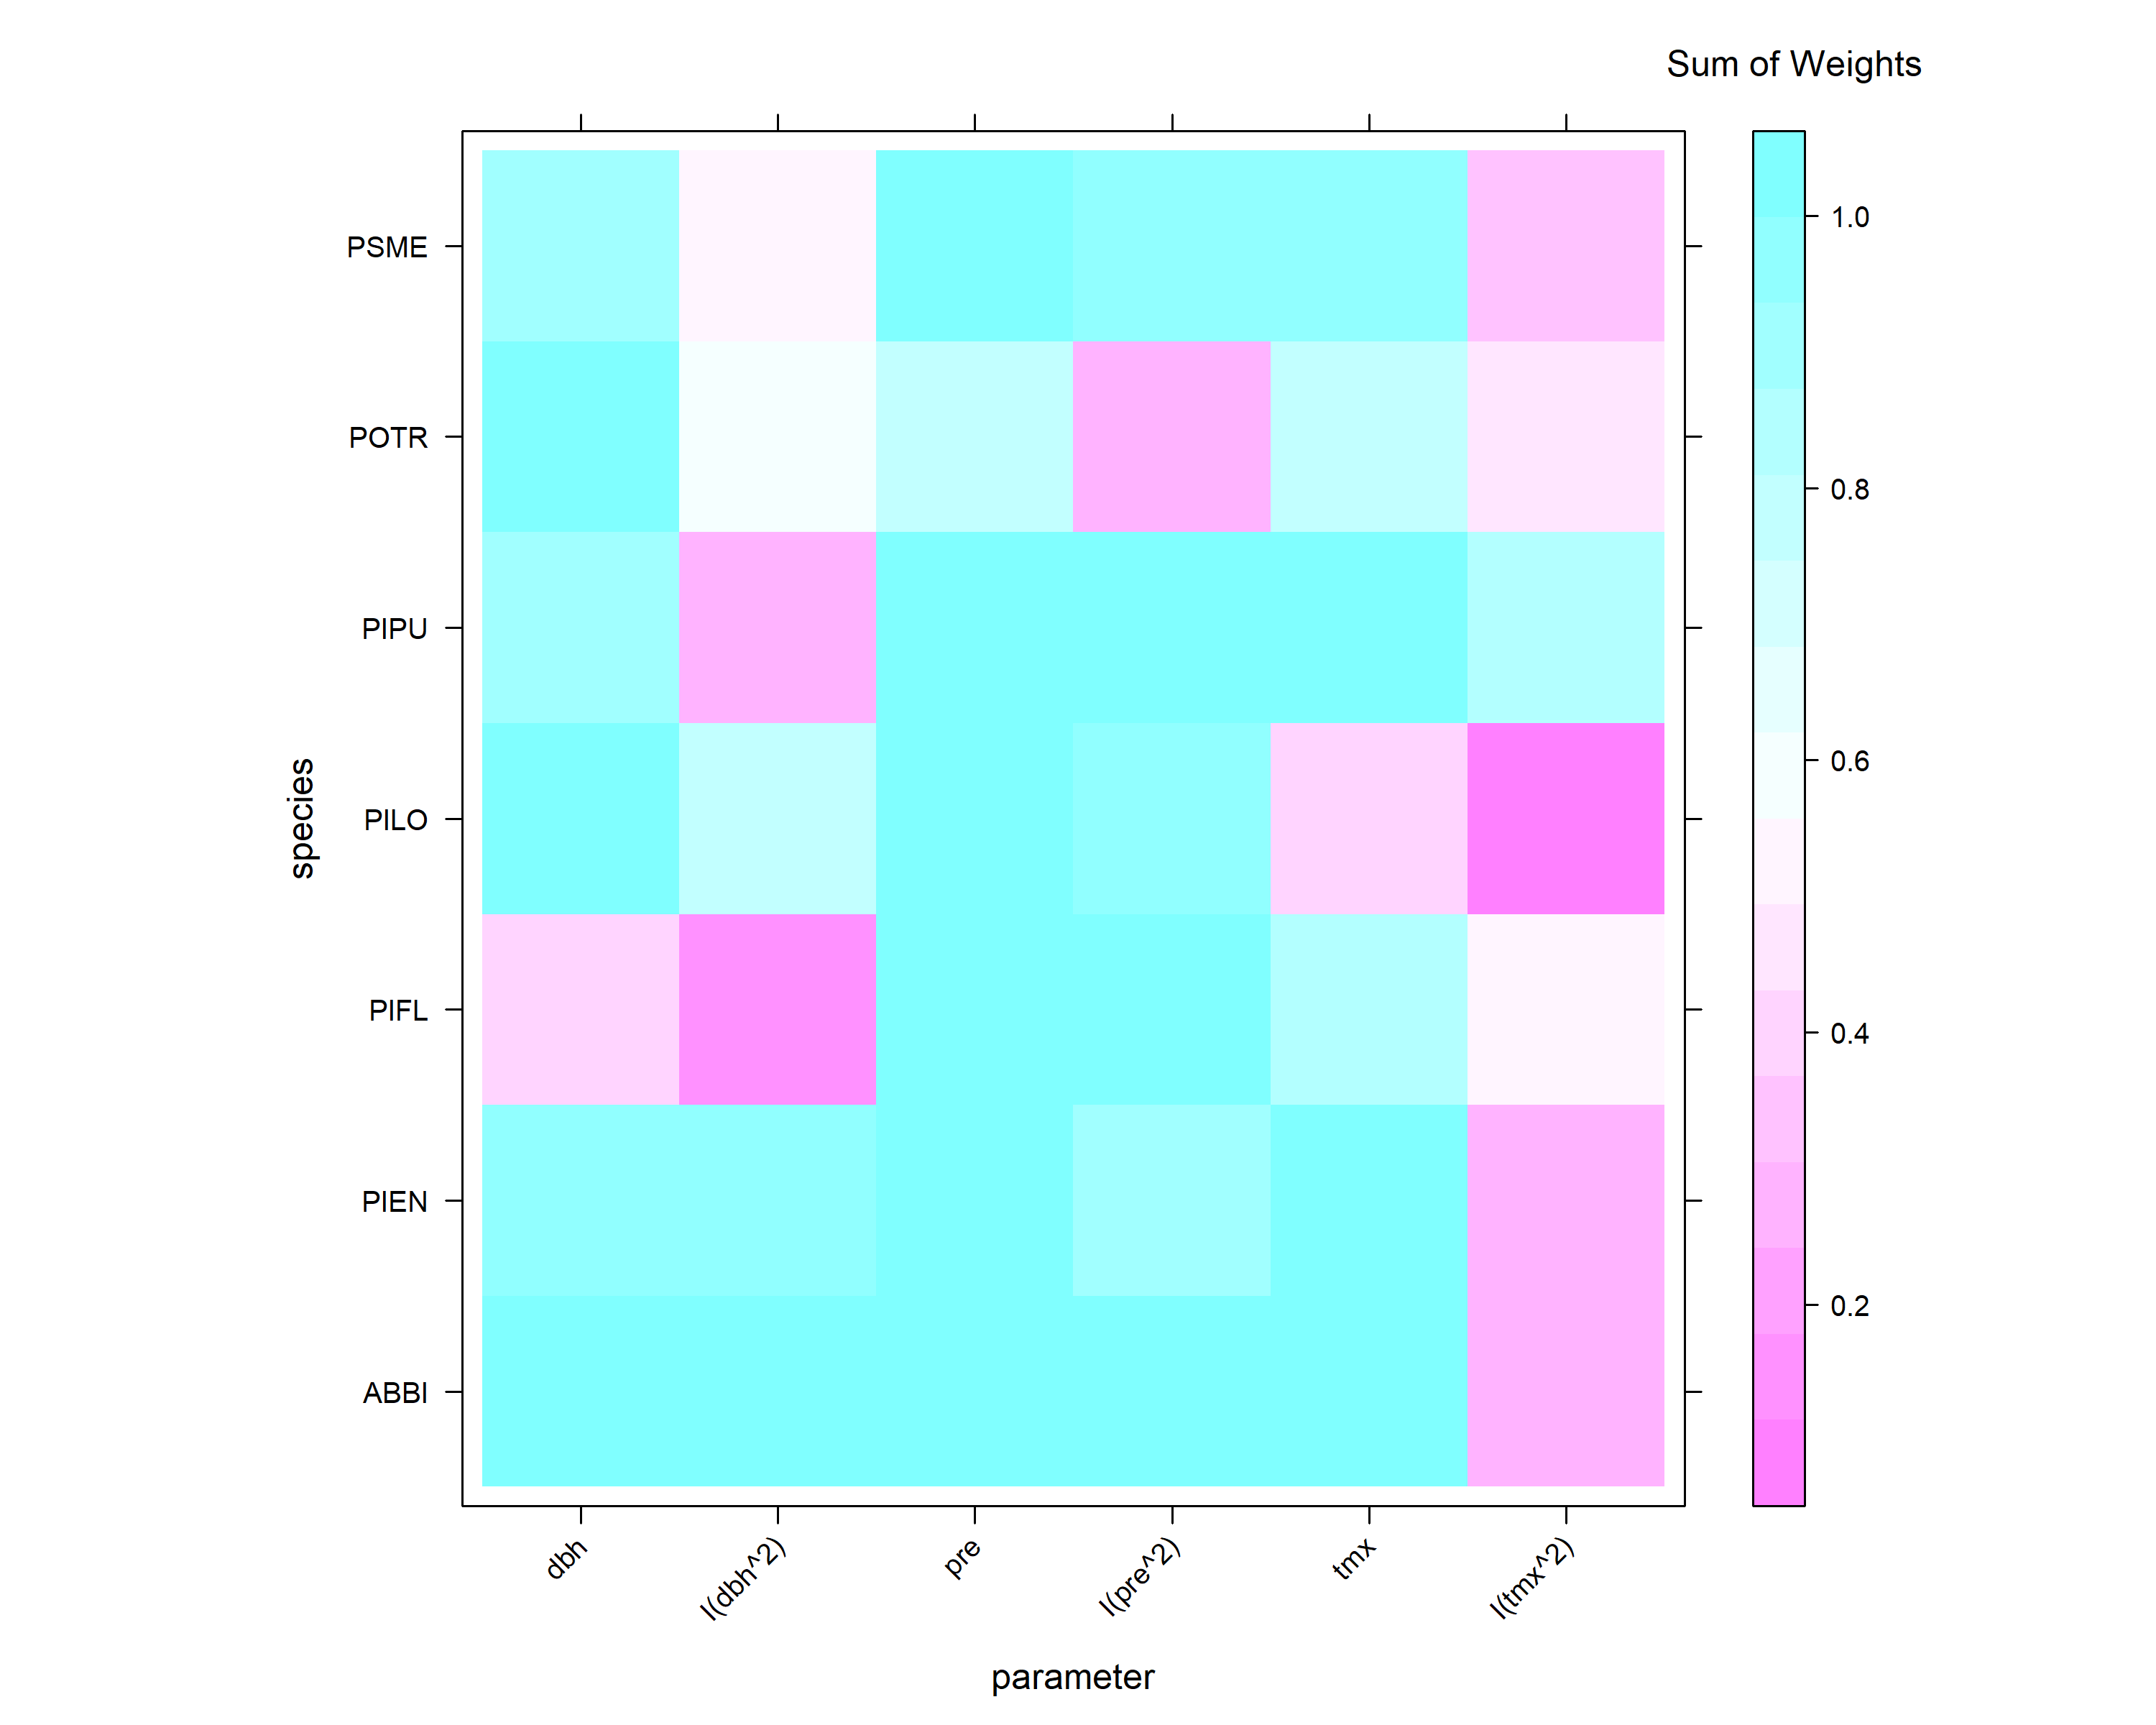 Sum of Weights
PSME
POTR
PIPU
PILO
PIFL
PIEN
ABBI
species
1.0
0.8
0.6
0.4
0.2
dbh
I(dbh^2)
pre
I(pre^2)
tmx
I(tmx^2)
parameter